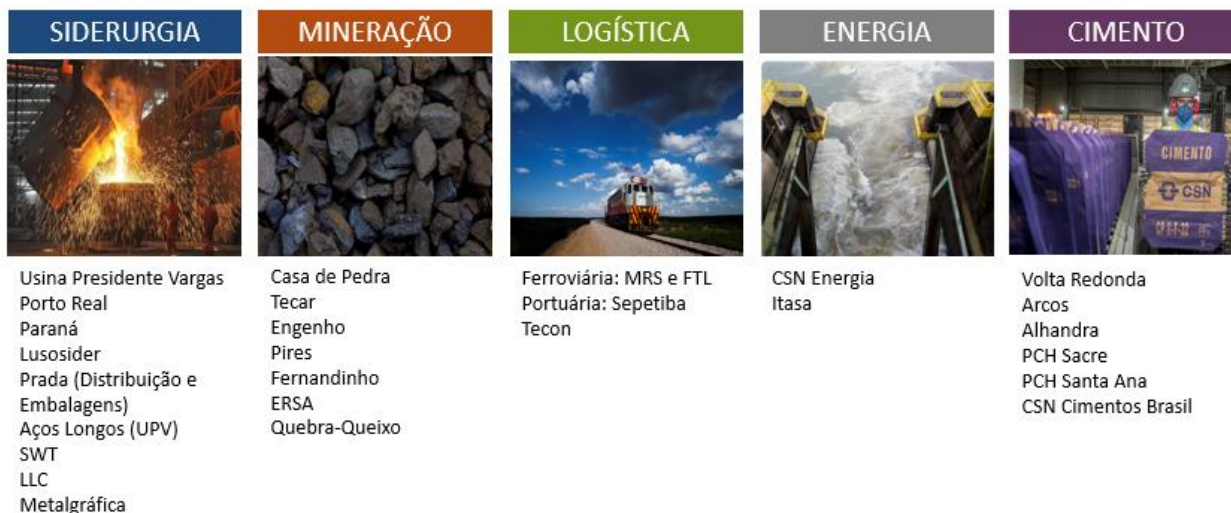 SIDERURGIA
MINERAÇÃO
LOGÍSTICA
ENERGIA
CIMENTO
CIMENTO
CSN
Usina Presidente Vargas
Porto Real
Paraná
Lusosider
Prada (Distribuição e
Embalagens)
Aços Longos (UPV)
SWT
LLC
Metalgráfica
Casa de Pedra
Tecar
Engenho
Pires
Fernandinho
ERSA
Quebra-Queixo
Ferroviária: MRS e FTL
Portuária: Sepetiba
Tecon
CSN Energia
Itasa
Volta Redonda
Arcos
Alhandra
PCH Sacre
PCH Santa Ana
CSN Cimentos Brasil